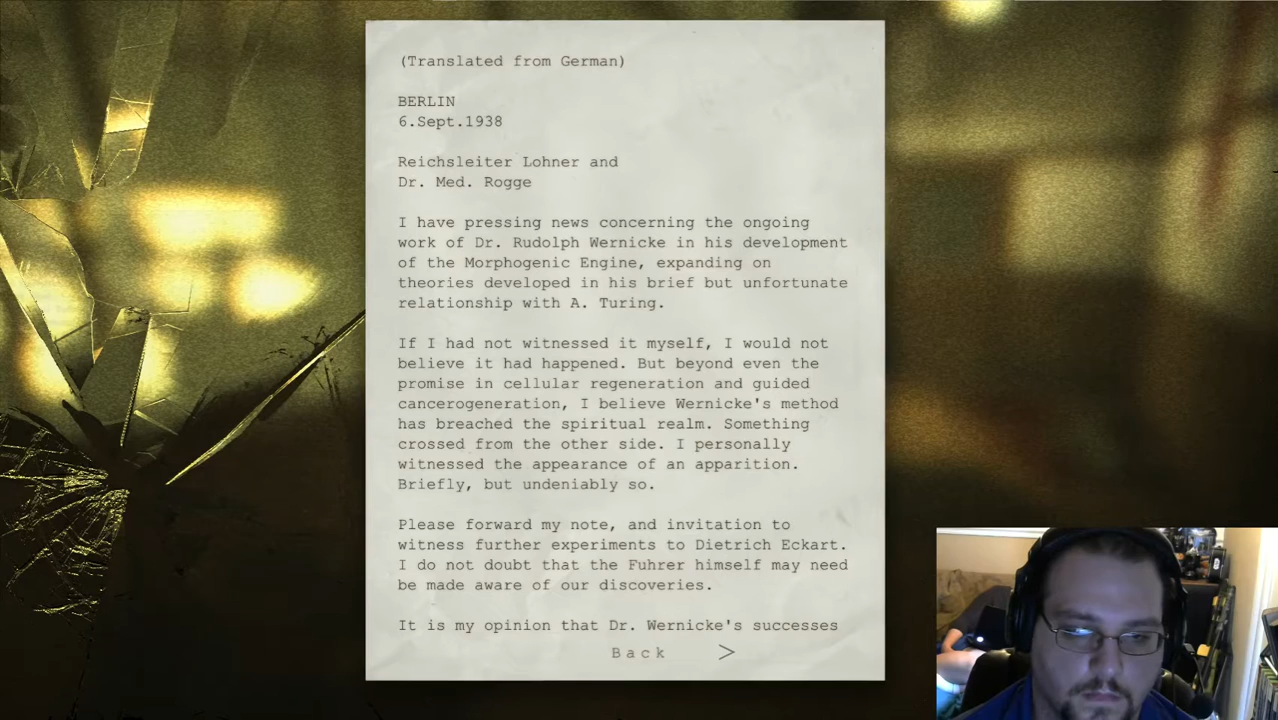 (Translated from German)
BERLIN
6.Sept.1938
Reichsleiter Lohner and
Dr. Med. Rogge
I have pressing news concerning the ongoing
work of Dr. Rudolph Wernicke in his development
of the Morphogenic Engine, expanding on
theories developed in his brief but unfortunate
relationship with A. Turing.
If I had not witnessed it myself, I would not
believe it had happened. But beyond even the
promise in cellular regeneration and guided
cancerogeneration, I believe Wernicke's method
has breached the spiritual realm. Something
crossed from the other side. I personally
witnessed the appearance of an apparition.
Briefly, but undeniably so.
Please forward my note, and invitation to
witness further experiments to Dietrich Eckart.
I do not doubt that the Fuhrer himself may need
be made aware of our discoveries.
It is my opinion that Dr. Wernicke's successes
Back >